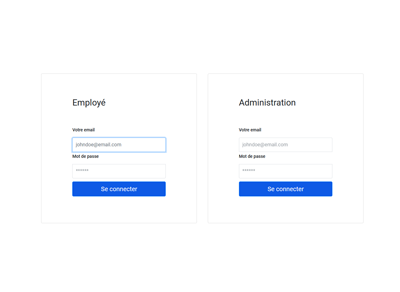 Employé
Votre email
johndoe@email.com
Mot de passe
••••••
Se connecter
Administration
Votre email
johndoe@email.com
Mot de passe
••••••
Se connecter